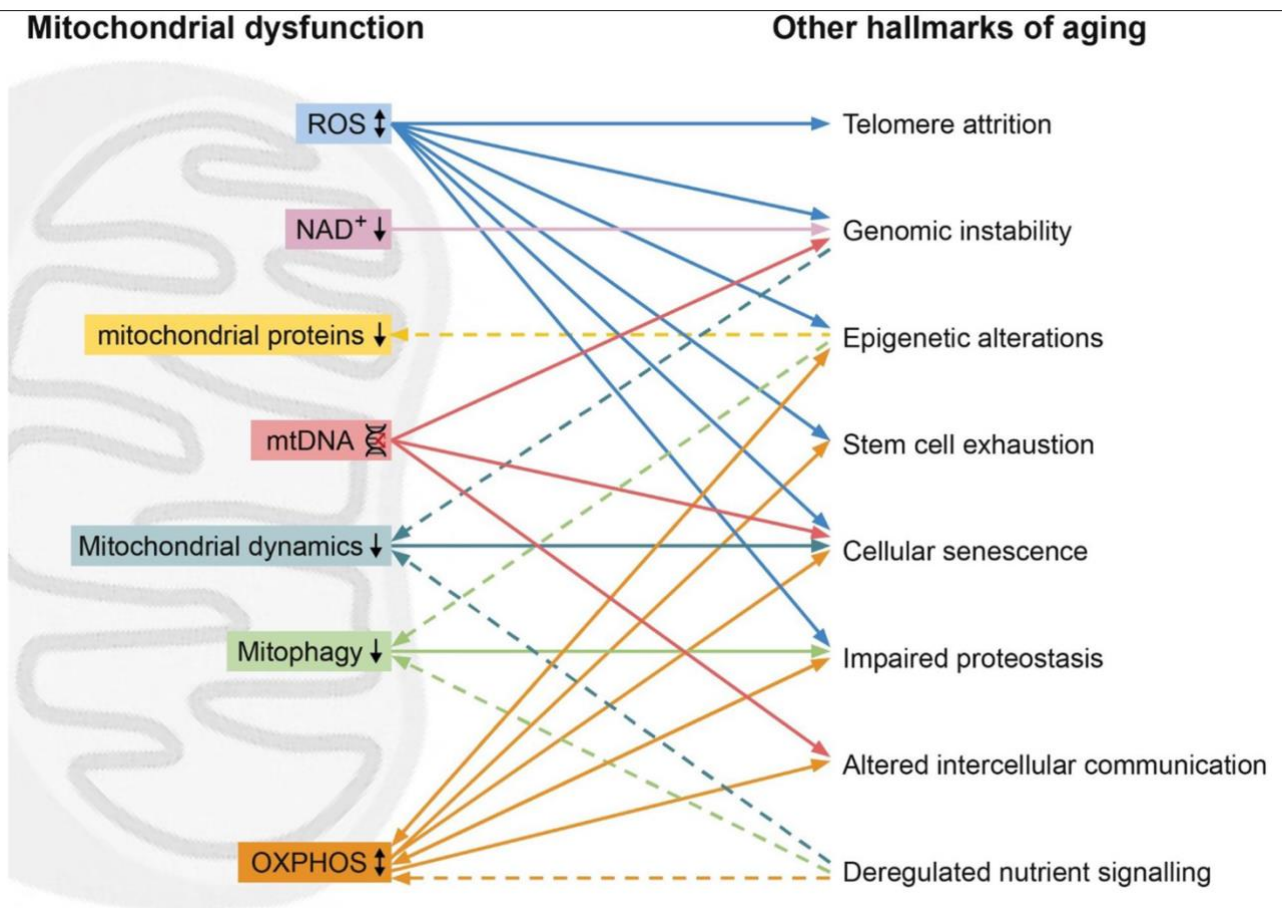 Mitochondrial dysfunction
Other hallmarks of aging
ROS
Telomere attrition
NAD⁺
Genomic instability
mitochondrial proteins
Epigenetic alterations
mtDNA
Stem cell exhaustion
Mitochondrial dynamics
Cellular senescence
Mitophagy
Impaired proteostasis
Altered intercellular communication
OXPHOS
Deregulated nutrient signalling